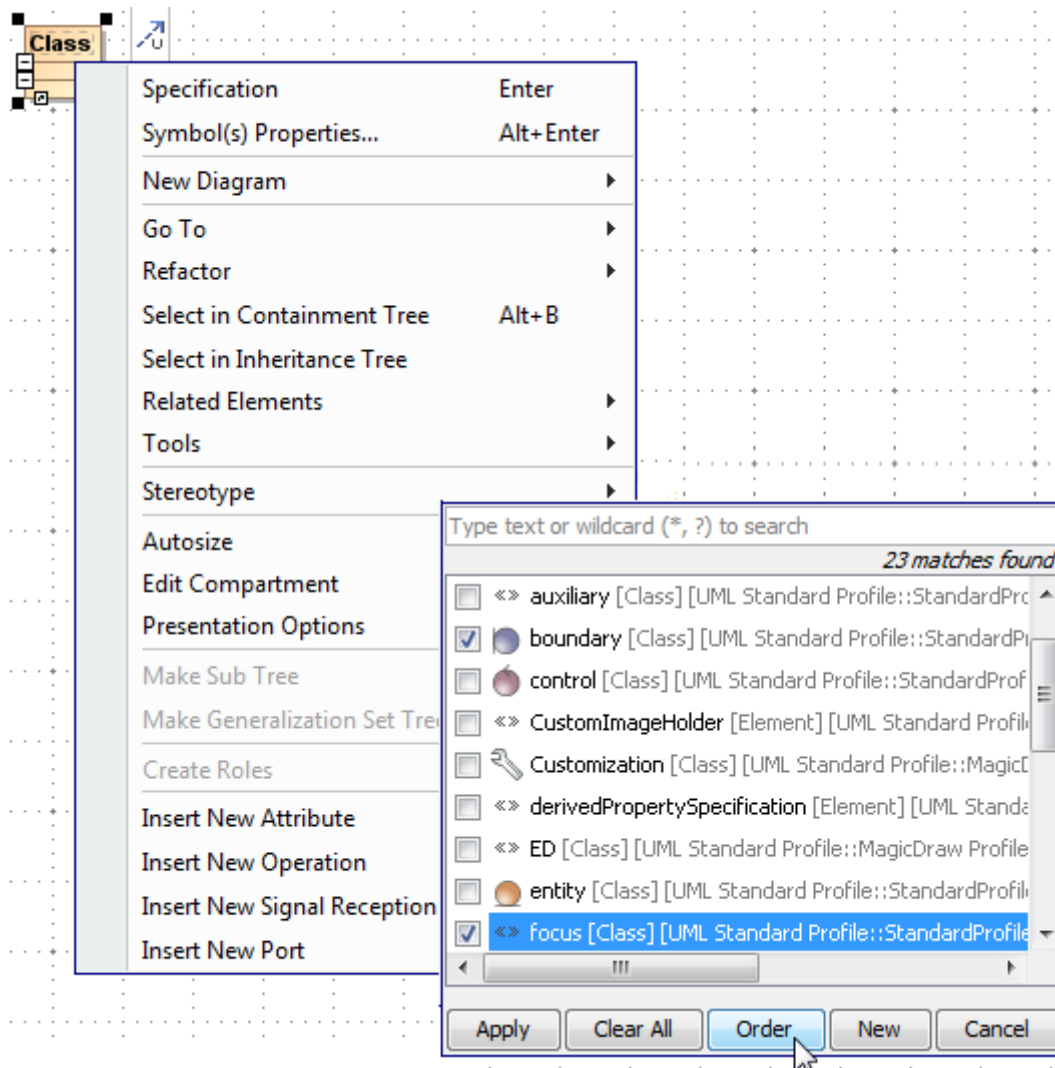 Class
Specification Enter
Symbol(s) Properties... Alt+Enter
New Diagram
Go To
Refactor
Select in Containment Tree Alt+B
Select in Inheritance Tree
Related Elements
Tools
Stereotype
Autosize
Edit Compartment
Presentation Options
Make Sub Tree
Make Generalization Set Tree
Create Roles
Insert New Attribute
Insert New Operation
Insert New Signal Reception
Insert New Port
Type text or wildcard (*, ?) to search
23 matches found
«» auxiliary [Class] [UML Standard Profile::StandardPro
boundary [Class] [UML Standard Profile::StandardPr
control [Class] [UML Standard Profile::StandardProf
«» CustomImageHolder [Element] [UML Standard Profil
Customization [Class] [UML Standard Profile::MagicD
«» derivedPropertySpecification [Element] [UML Standa
«» ED [Class] [UML Standard Profile::MagicDraw Profile
entity [Class] [UML Standard Profile::StandardProfil
«» focus [Class] [UML Standard Profile::StandardProfile
Apply Clear All Order New Cancel